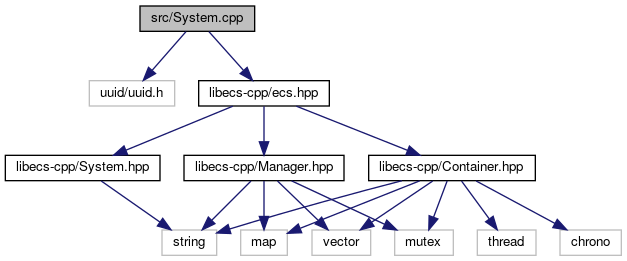 src/System.cpp
uuid/uuid.h
libecs-cpp/ecs.hpp
libecs-cpp/System.hpp
libecs-cpp/Manager.hpp
libecs-cpp/Container.hpp
string
map
vector
mutex
thread
chrono